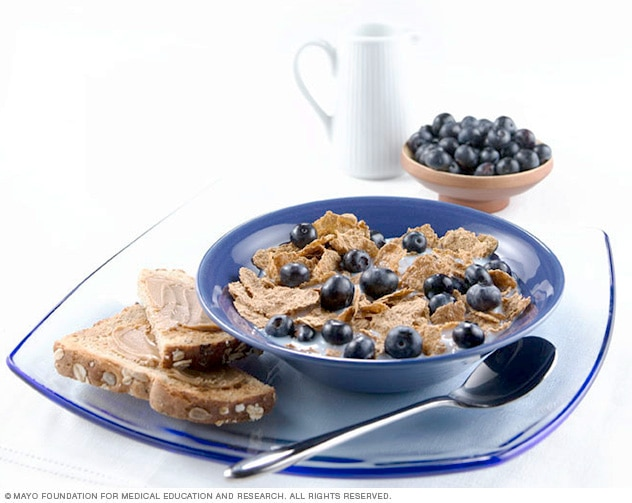 © MAYO FOUNDATION FOR MEDICAL EDUCATION AND RESEARCH. ALL RIGHTS RESERVED.